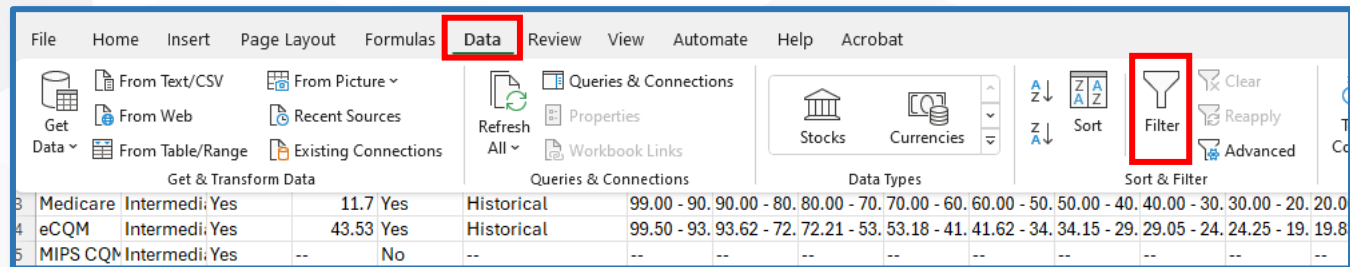 File Home Insert Page Layout Formulas Data Review View Automate Help Acrobat
Get Data
From Text/CSV
From Web
From Table/Range
From Picture
Recent Sources
Existing Connections
Get & Transform Data
Refresh All
Queries & Connections
Properties
Workbook Links
Queries & Connections
Stocks
Currencies
Data Types
Sort
Filter
Clear
Reapply
Advanced
Sort & Filter
3 Medicare Intermedi: Yes 11.7 Yes Historical 99.00 - 90. 90.00 - 80. 80.00 - 70. 70.00 - 60. 60.00 - 50. 50.00 - 40. 40.00 - 30. 30.00 - 20. 20.0
4 eCQM Intermedi: Yes 43.53 Yes Historical 99.50 - 93. 93.62 - 72. 72.21 - 53. 53.18 - 41. 41.62 - 34. 34.15 - 29. 29.05 - 24. 24.25 - 19. 19.8
5 MIPS CQM Intermedi: Yes -- No -- -- -- -- -- -- -- -- -- --